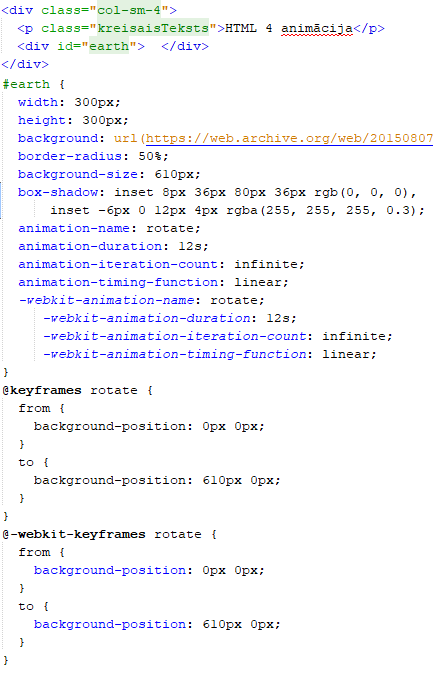 <div class="col-sm-4">
<p class="kreisaisTeksts">HTML 4 animācija</p>
<div id="earth">  </div>
</div>
#earth {
width: 300px;
height: 300px;
background: url(https://web.archive.org/web/20150807
border-radius: 50%;
background-size: 610px;
box-shadow: inset 8px 36px 80px 36px rgb(0, 0, 0),
inset -6px 0 12px 4px rgba(255, 255, 255, 0.3);
animation-name: rotate;
animation-duration: 12s;
animation-iteration-count: infinite;
animation-timing-function: linear;
-webkit-animation-name: rotate;
-webkit-animation-duration: 12s;
-webkit-animation-iteration-count: infinite;
-webkit-animation-timing-function: linear;
}
@keyframes rotate {
from {
background-position: 0px 0px;
}
to {
background-position: 610px 0px;
}
}
@-webkit-keyframes rotate {
from {
background-position: 0px 0px;
}
to {
background-position: 610px 0px;
}
}